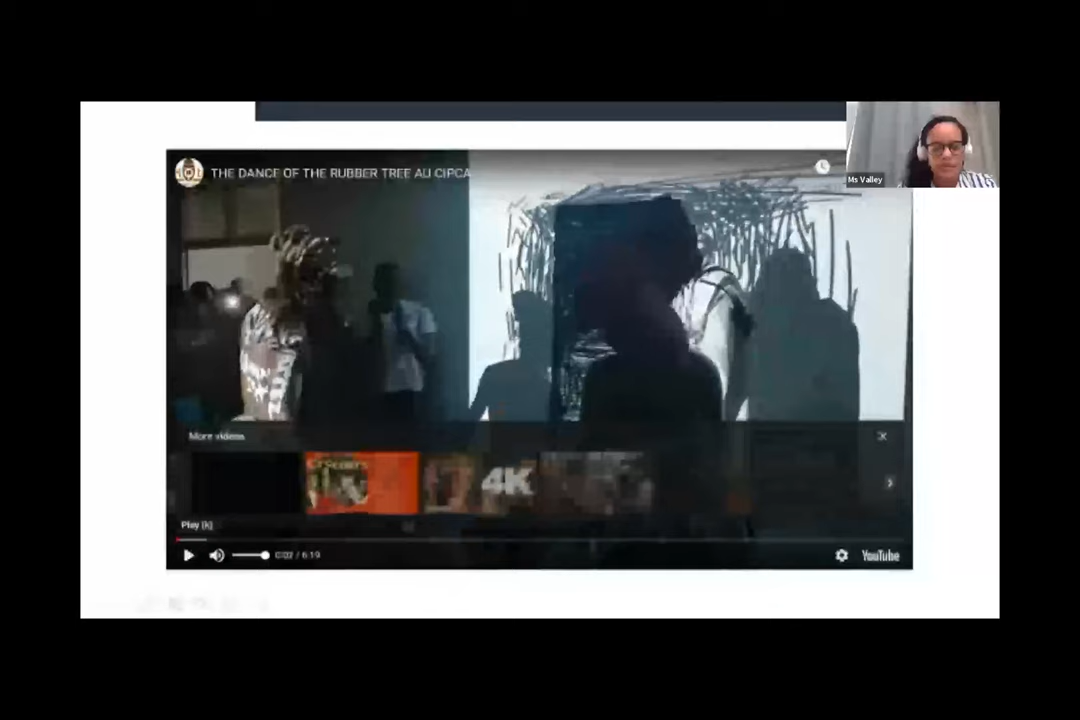 Ms Valley
THE DANCE OF THE RUBBER TREE AU CIPCA
More videos
4K
Play (k)
0:02 / 6:19
YouTube